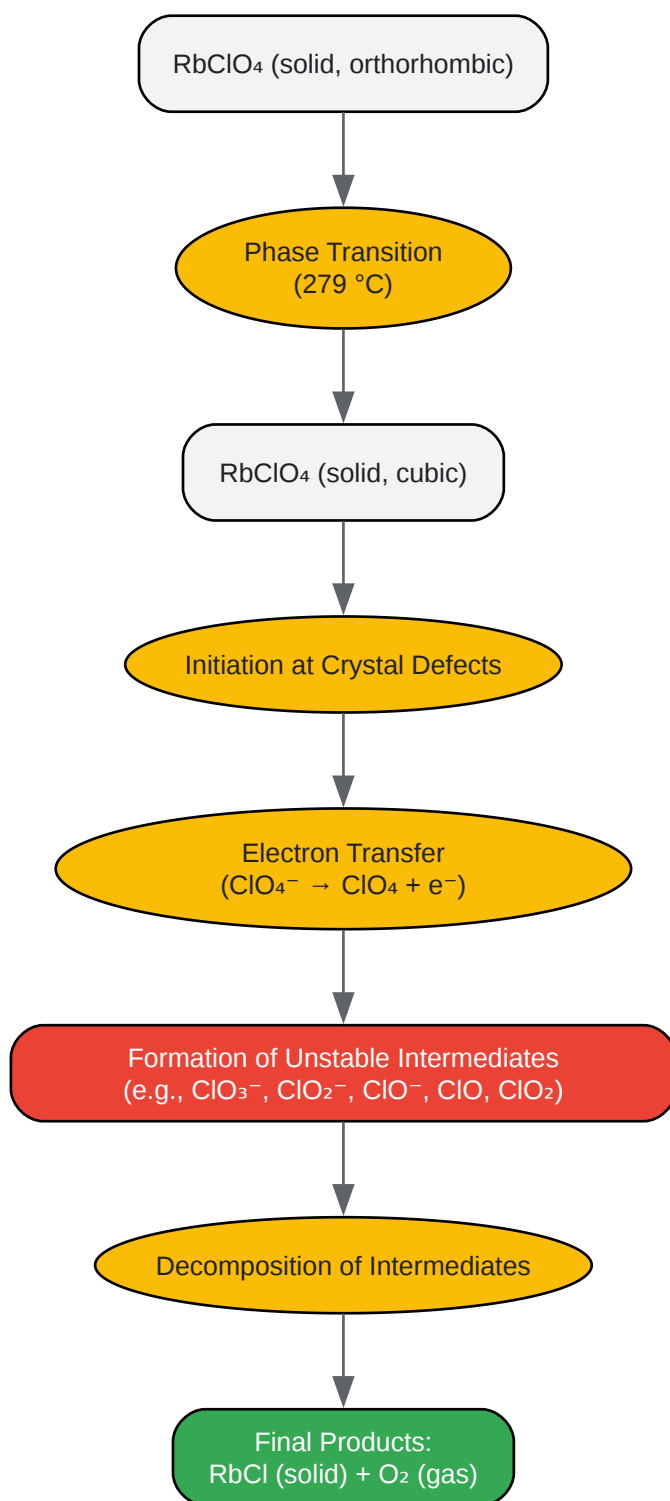 RbClO₄ (solid, orthorhombic)
Phase Transition
(279 °C)
RbClO₄ (solid, cubic)
Initiation at Crystal Defects
Electron Transfer
(ClO₄⁻ → ClO₄ + e⁻)
Formation of Unstable Intermediates
(e.g., ClO₃⁻, ClO₂⁻, ClO⁻, ClO, ClO₂)
Decomposition of Intermediates
Final Products:
RbCl (solid) + O₂ (gas)